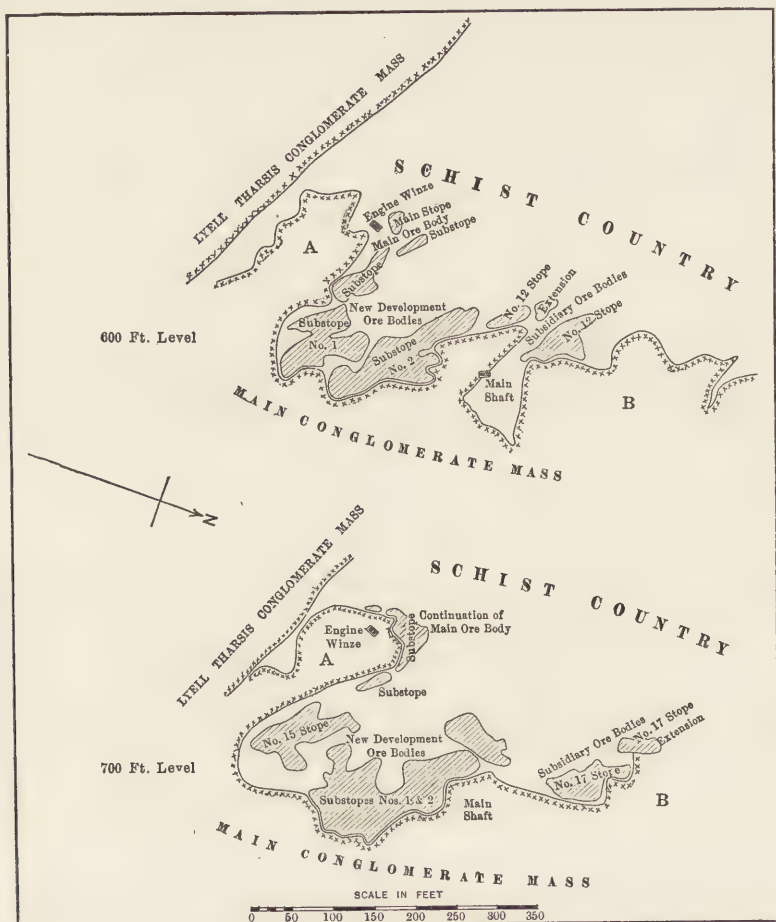 LYELL THARSIS CONGLOMERATE MASS
SCHIST COUNTRY
A
Engine Winze
Main Stope
Main Ore Body
Substope
Substope
New Development
Ore Bodies
600 Ft. Level
Substope
No. 1
Substope
No. 2
No. 12 Stope
Extension
Subsidiary Ore Bodies
No. 12 Stope
Main
Shaft
B
MAIN CONGLOMERATE MASS
N
LYELL THARSIS CONGLOMERATE MASS
SCHIST COUNTRY
Engine
Winze
A
Substope
Continuation of
Main Ore Body
Substope
No. 15 Stope
New Development
Ore Bodies
700 Ft. Level
Substopes Nos. 1 & 2
Main
Shaft
Subsidiary Ore Bodies
No. 17 Stope
Extension
No. 17 Store
B
MAIN CONGLOMERATE MASS
SCALE IN FEET
0 50 100 150 200 250 300 350